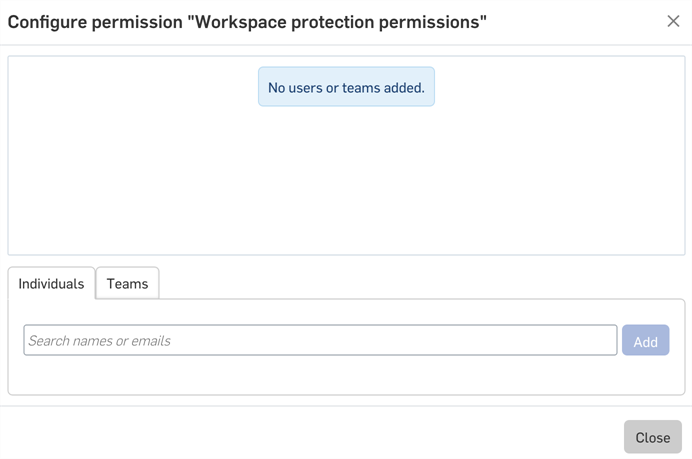 Configure permission "Workspace protection permissions"
No users or teams added.
Individuals
Teams
Search names or emails
Add
Close